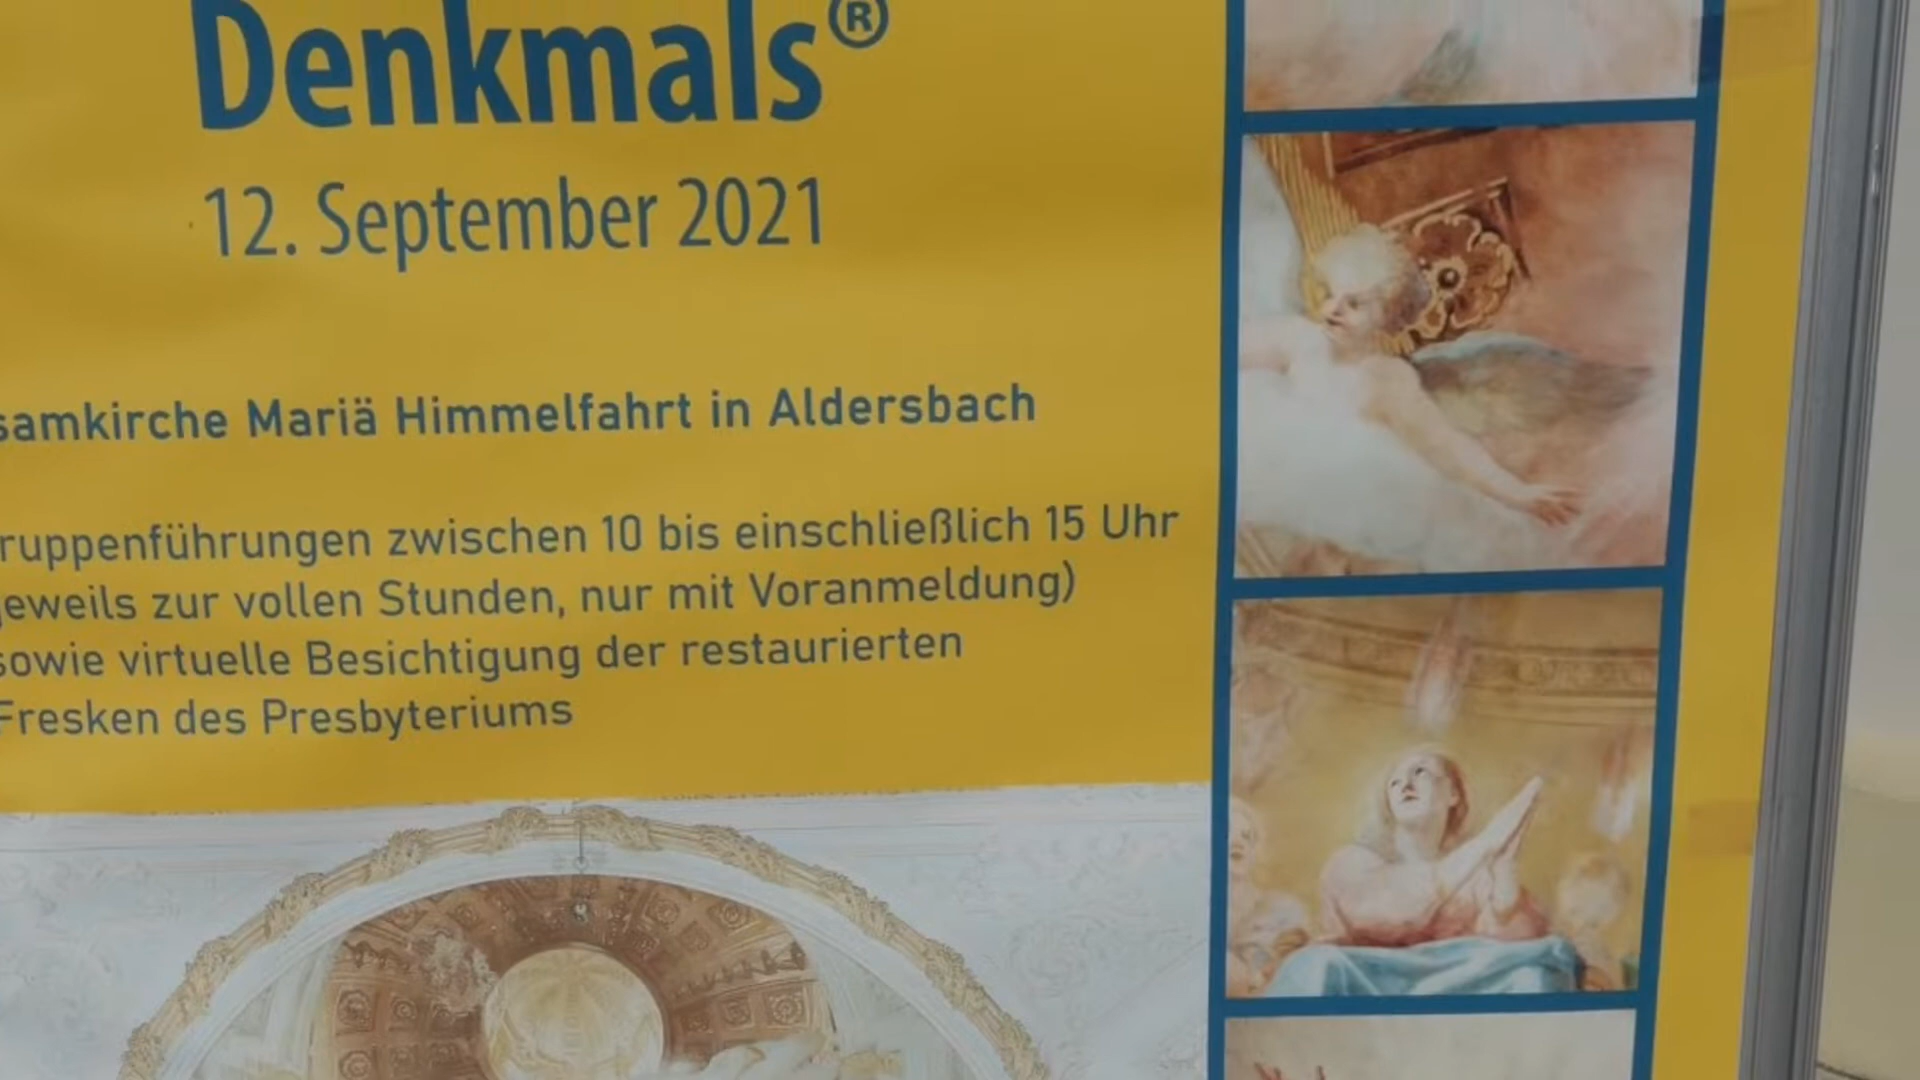 Denkmals®
12. September 2021
samkirche Mariä Himmelfahrt in Aldersbach
ruppenführungen zwischen 10 bis einschließlich 15 Uhr
jeweils zur vollen Stunden, nur mit Voranmeldung)
sowie virtuelle Besichtigung der restaurierten
Fresken des Presbyteriums